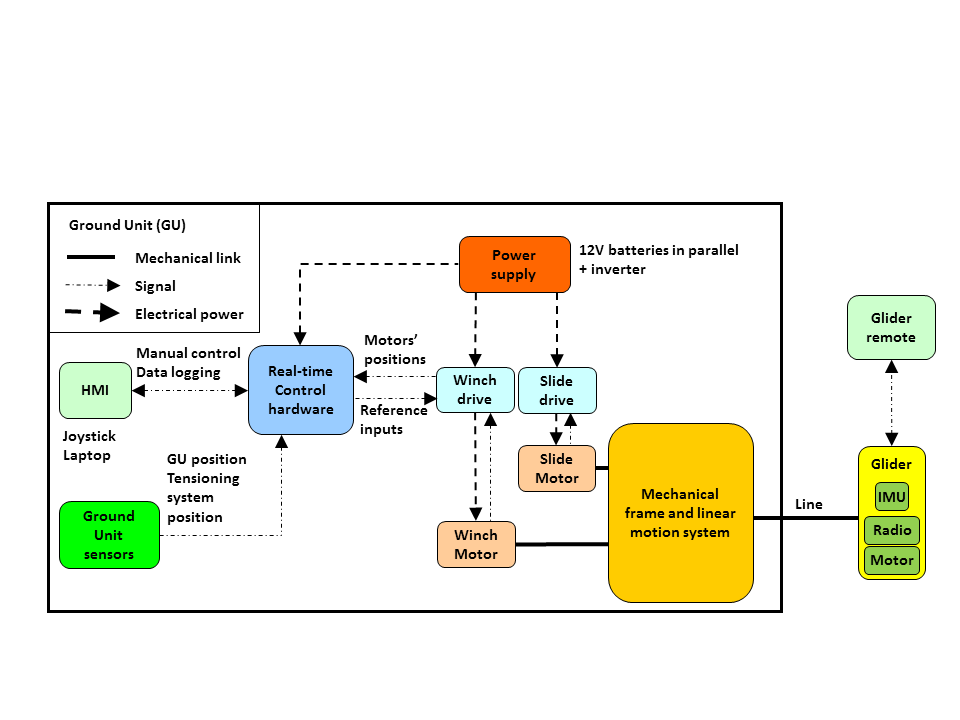 Ground Unit (GU)
Mechanical link
Signal
Electrical power
Power
supply
12V batteries in parallel
+ inverter
Glider
remote
Manual control
Data logging
Motors’
positions
HMI
Real-time
Control
hardware
Winch
drive
Slide
drive
Reference
inputs
Joystick
Laptop
GU position
Tensioning
system
position
Slide
Motor
Mechanical
frame and linear
motion system
Line
Glider
IMU
Radio
Motor
Ground
Unit
sensors
Winch
Motor